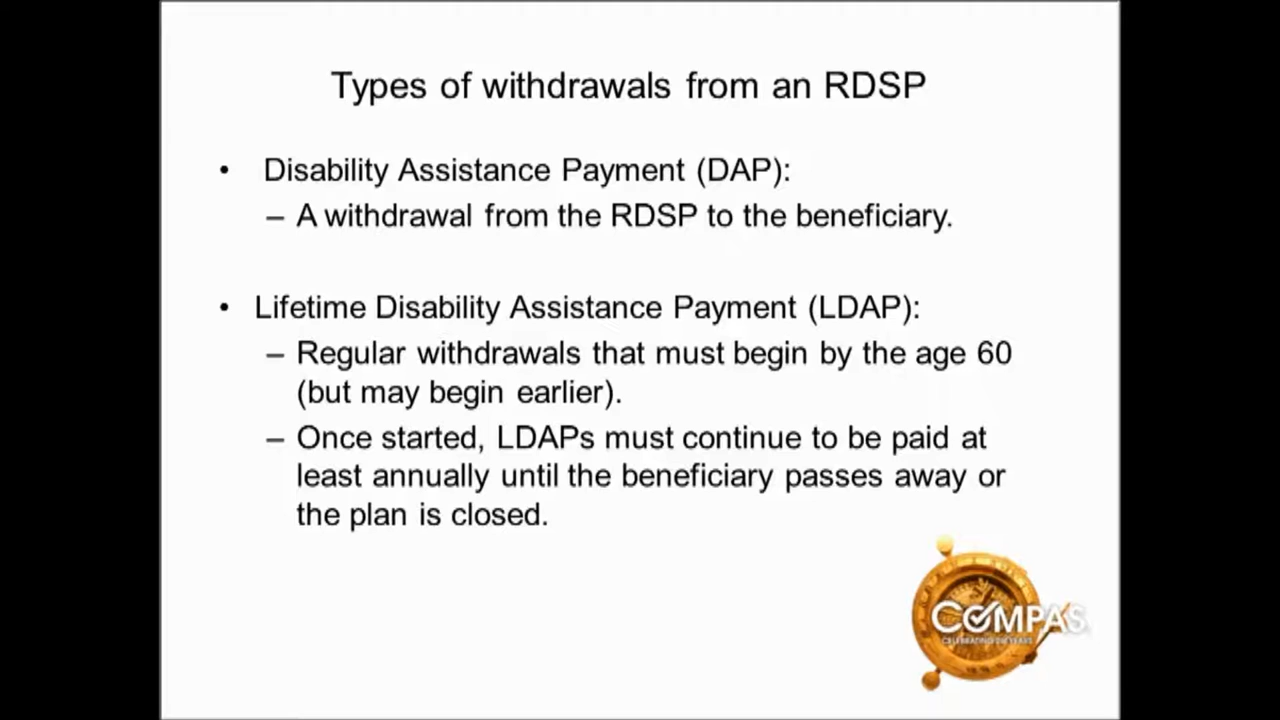 Types of withdrawals from an RDSP
• Disability Assistance Payment (DAP):
– A withdrawal from the RDSP to the beneficiary.
• Lifetime Disability Assistance Payment (LDAP):
– Regular withdrawals that must begin by the age 60
(but may begin earlier).
– Once started, LDAPs must continue to be paid at
least annually until the beneficiary passes away or
the plan is closed.
COMPAS
CELEBRATING YEARS